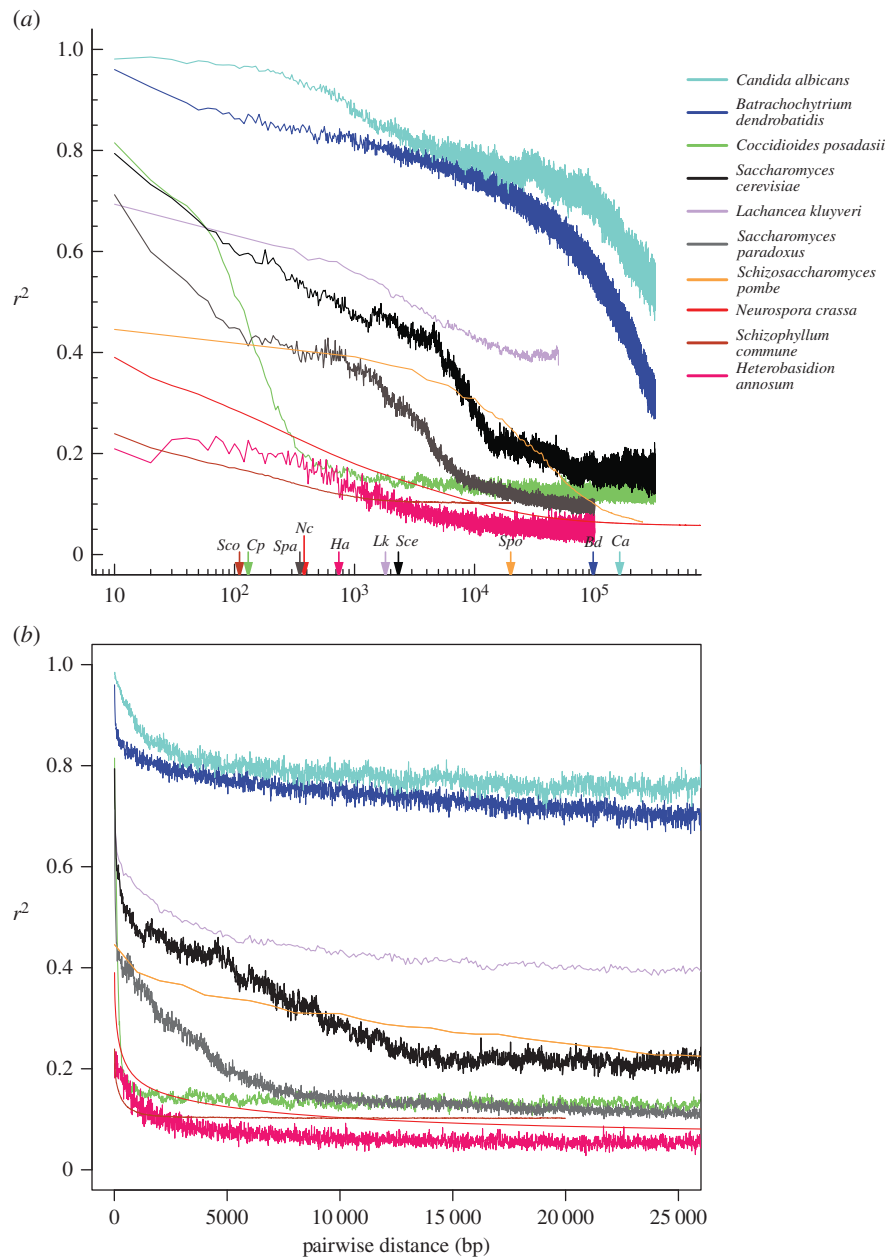 (a)
1.0
0.8
0.6
r²
0.4
0.2
0
Sco Cp Spa Nc Ha Lk Sce Spo Bd Ca
10 10² 10³ 10⁴ 10⁵
Candida albicans
Batrachochytrium
dendrobatidis
Coccidioides posadasii
Saccharomyces
cerevisiae
Lachancea kluyveri
Saccharomyces
paradoxus
Schizosaccharomyces
pombe
Neurospora crassa
Schizophyllum
commune
Heterobasidion
annosum
(b)
1.0
0.8
0.6
r²
0.4
0.2
0
0 5000 10 000 15 000 20 000 25 000
pairwise distance (bp)